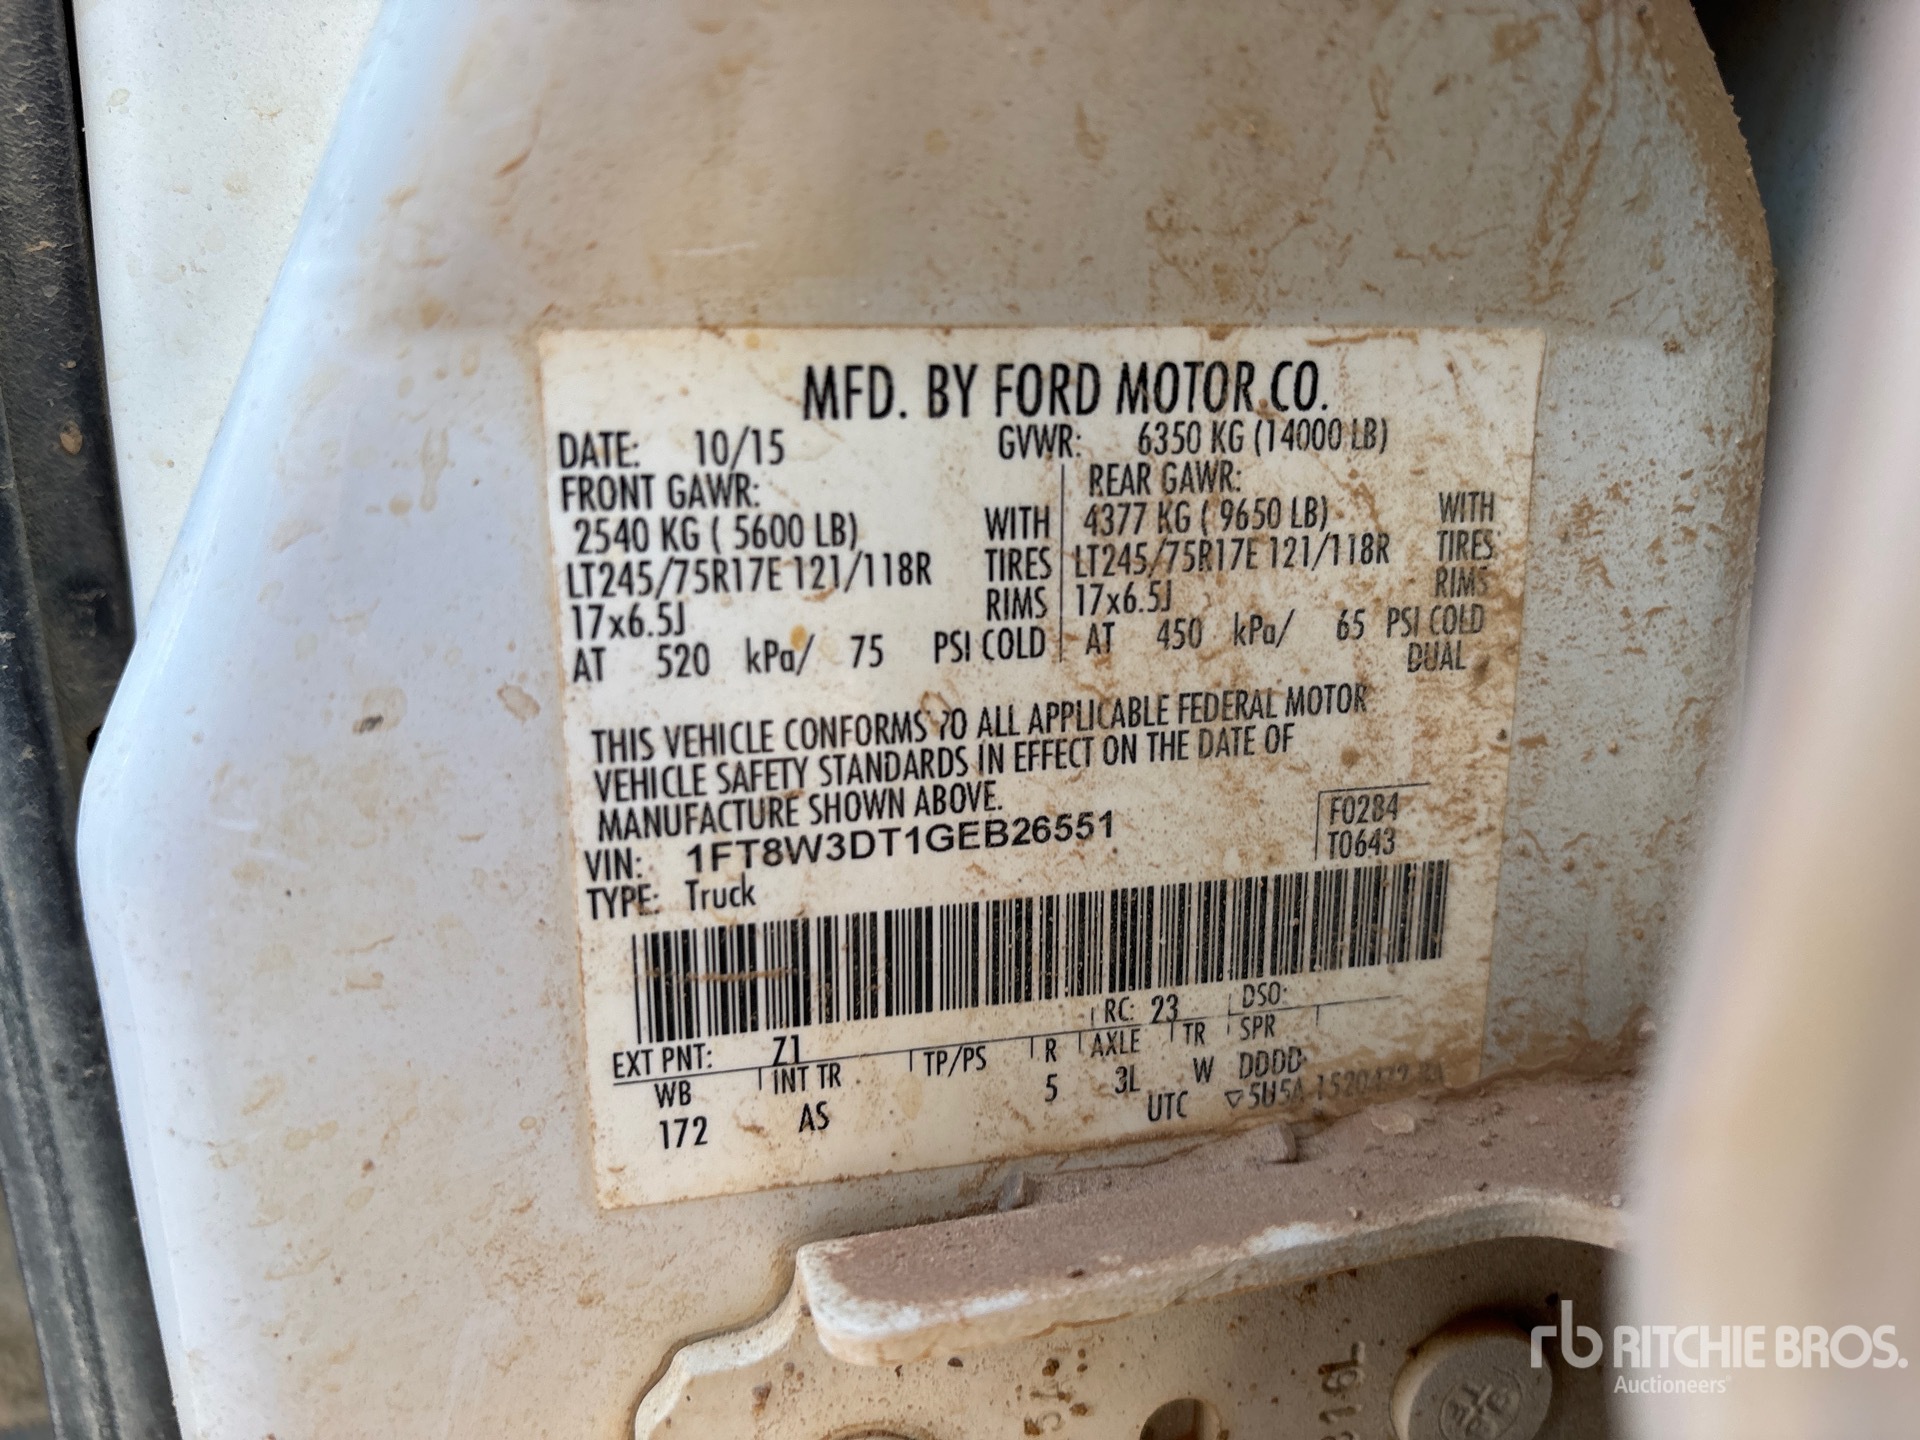 MFD. BY FORD MOTOR CO.
DATE: 10/15 GVWR: 6350 KG (14000 LB)
FRONT GAWR: REAR GAWR:
2540 KG ( 5600 LB) WITH 4377 KG ( 9650 LB) WITH
LT245/75R17E 121/118R TIRES LT245/75R17E 121/118R TIRES
17x6.5J RIMS 17x6.5J RIMS
AT 520 kPa/ 75 PSI COLD AT 450 kPa/ 65 PSI COLD
DUAL
THIS VEHICLE CONFORMS TO ALL APPLICABLE FEDERAL MOTOR
VEHICLE SAFETY STANDARDS IN EFFECT ON THE DATE OF
MANUFACTURE SHOWN ABOVE.
VIN: 1FT8W3DT1GEB26551
F0284
T0643
TYPE: Truck
RC: 23 DSO:
EXT PNT: Z1
WB INT TR TP/PS R AXLE TR SPR
172 AS 5 3L W DDDD
UTC
RITCHIE BROS.
Auctioneers